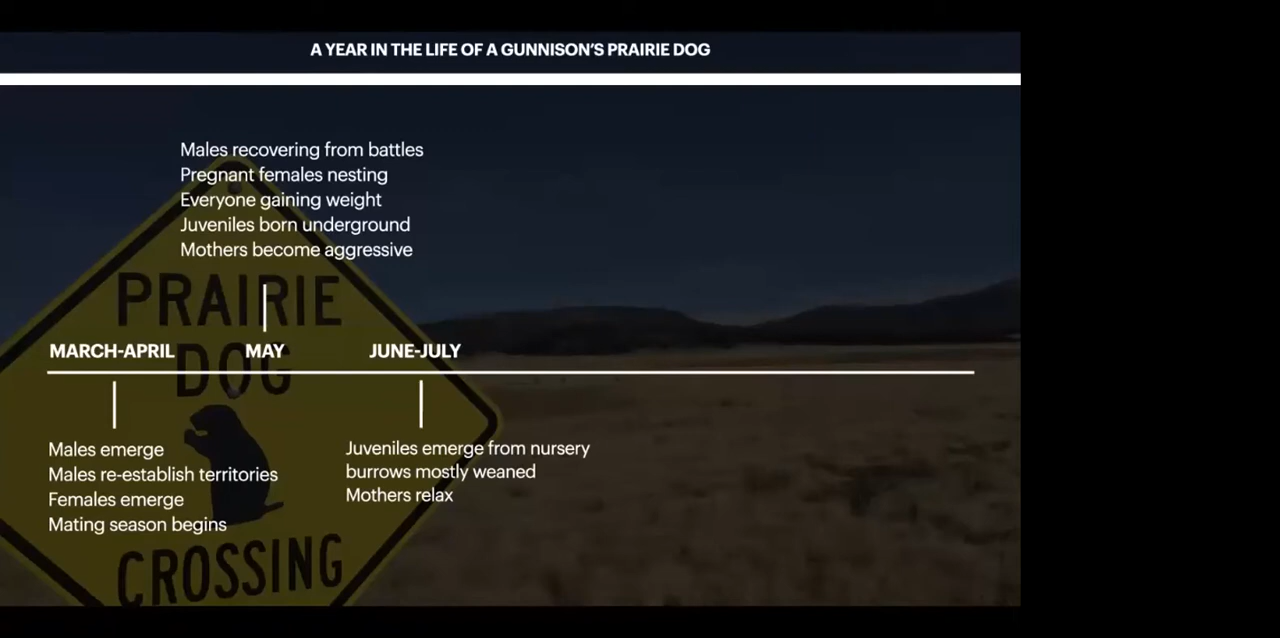 A YEAR IN THE LIFE OF A GUNNISON'S PRAIRIE DOG
Males recovering from battles
Pregnant females nesting
Everyone gaining weight
Juveniles born underground
Mothers become aggressive
PRAIRIE
MARCH-APRIL
MAY
JUNE-JULY
DOG
Males emerge
Males re-establish territories
Females emerge
Mating season begins
Juveniles emerge from nursery
burrows mostly weaned
Mothers relax
CROSSING